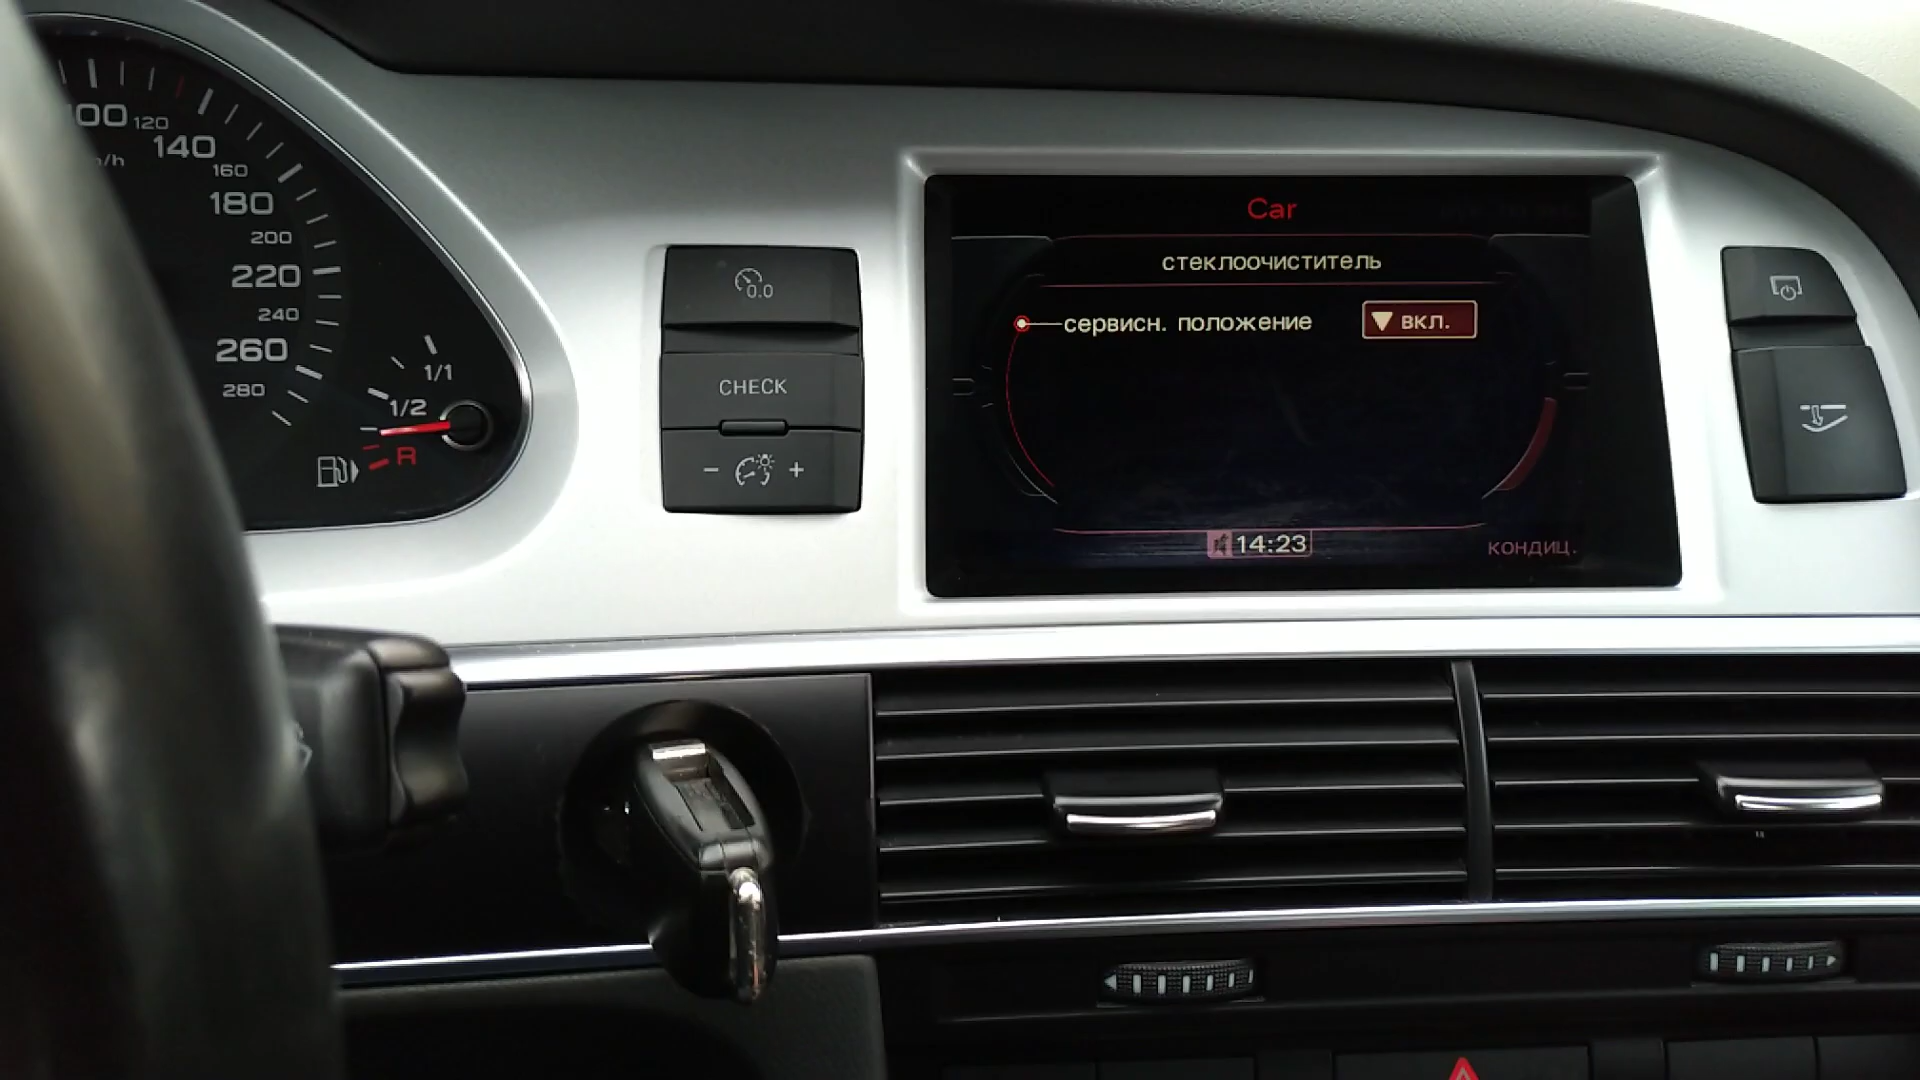 100
120
140
160
180
200
220
240
260
280
1/1
1/2
R
0.0
CHECK
- +
Car
стеклоочиститель
сервисн. положение вкл.
14:23
кондиц.